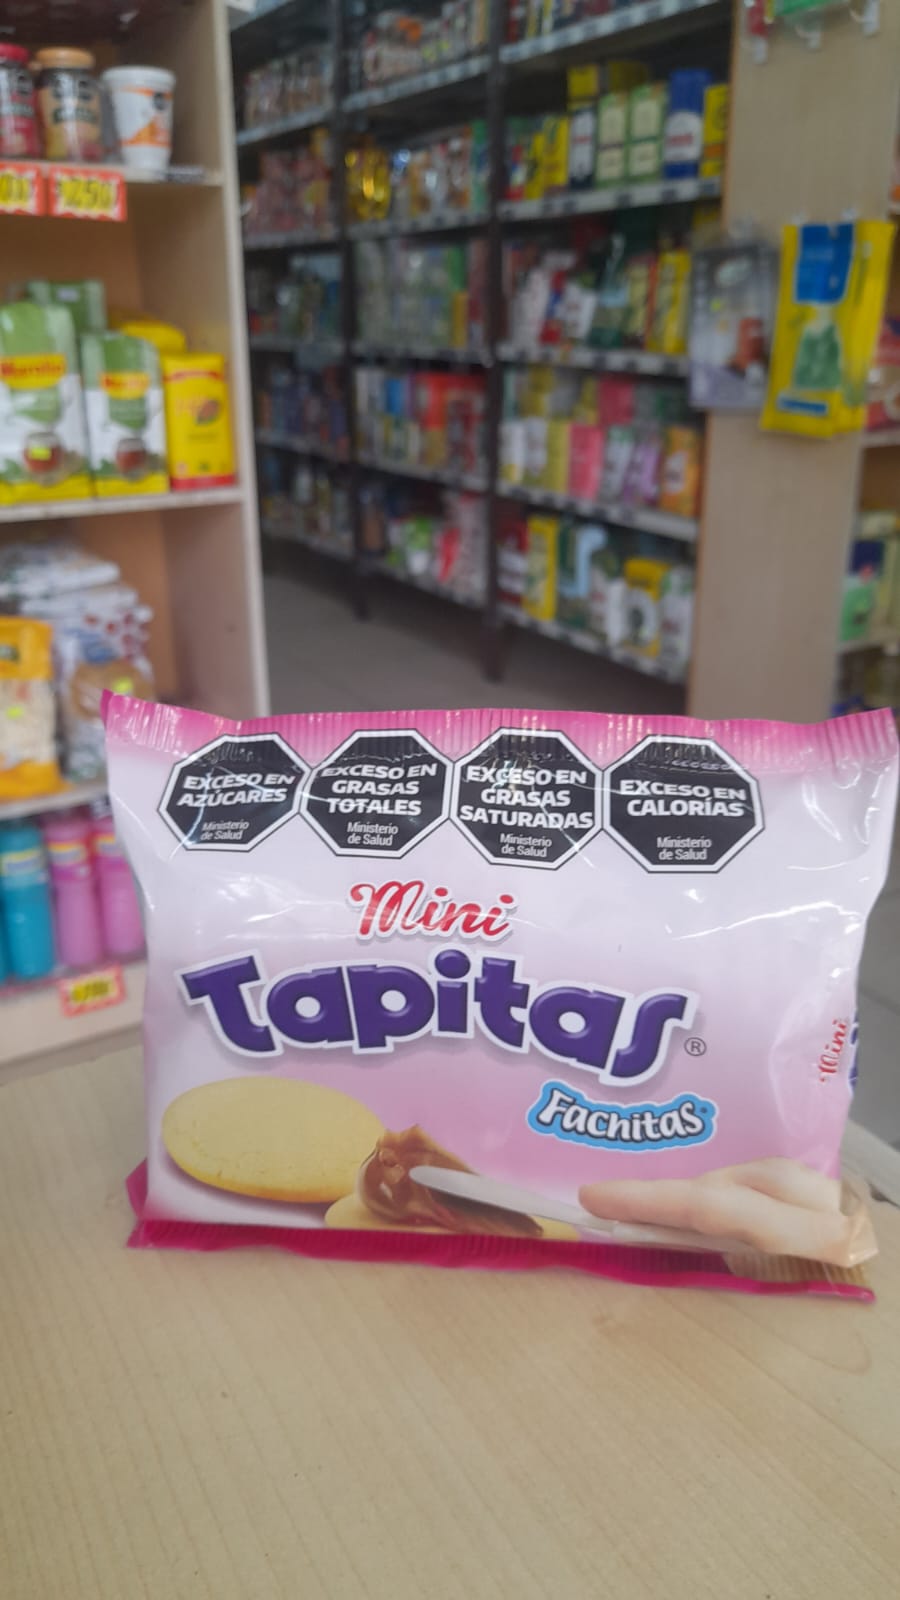 EXCESO EN
AZÚCARES
Ministerio
de Salud
EXCESO EN
GRASAS
TOTALES
Ministerio
de Salud
EXCESO EN
GRASAS
SATURADAS
Ministerio
de Salud
EXCESO EN
CALORÍAS
Ministerio
de Salud
Mini
Tapitas®
Fachitas
Mini